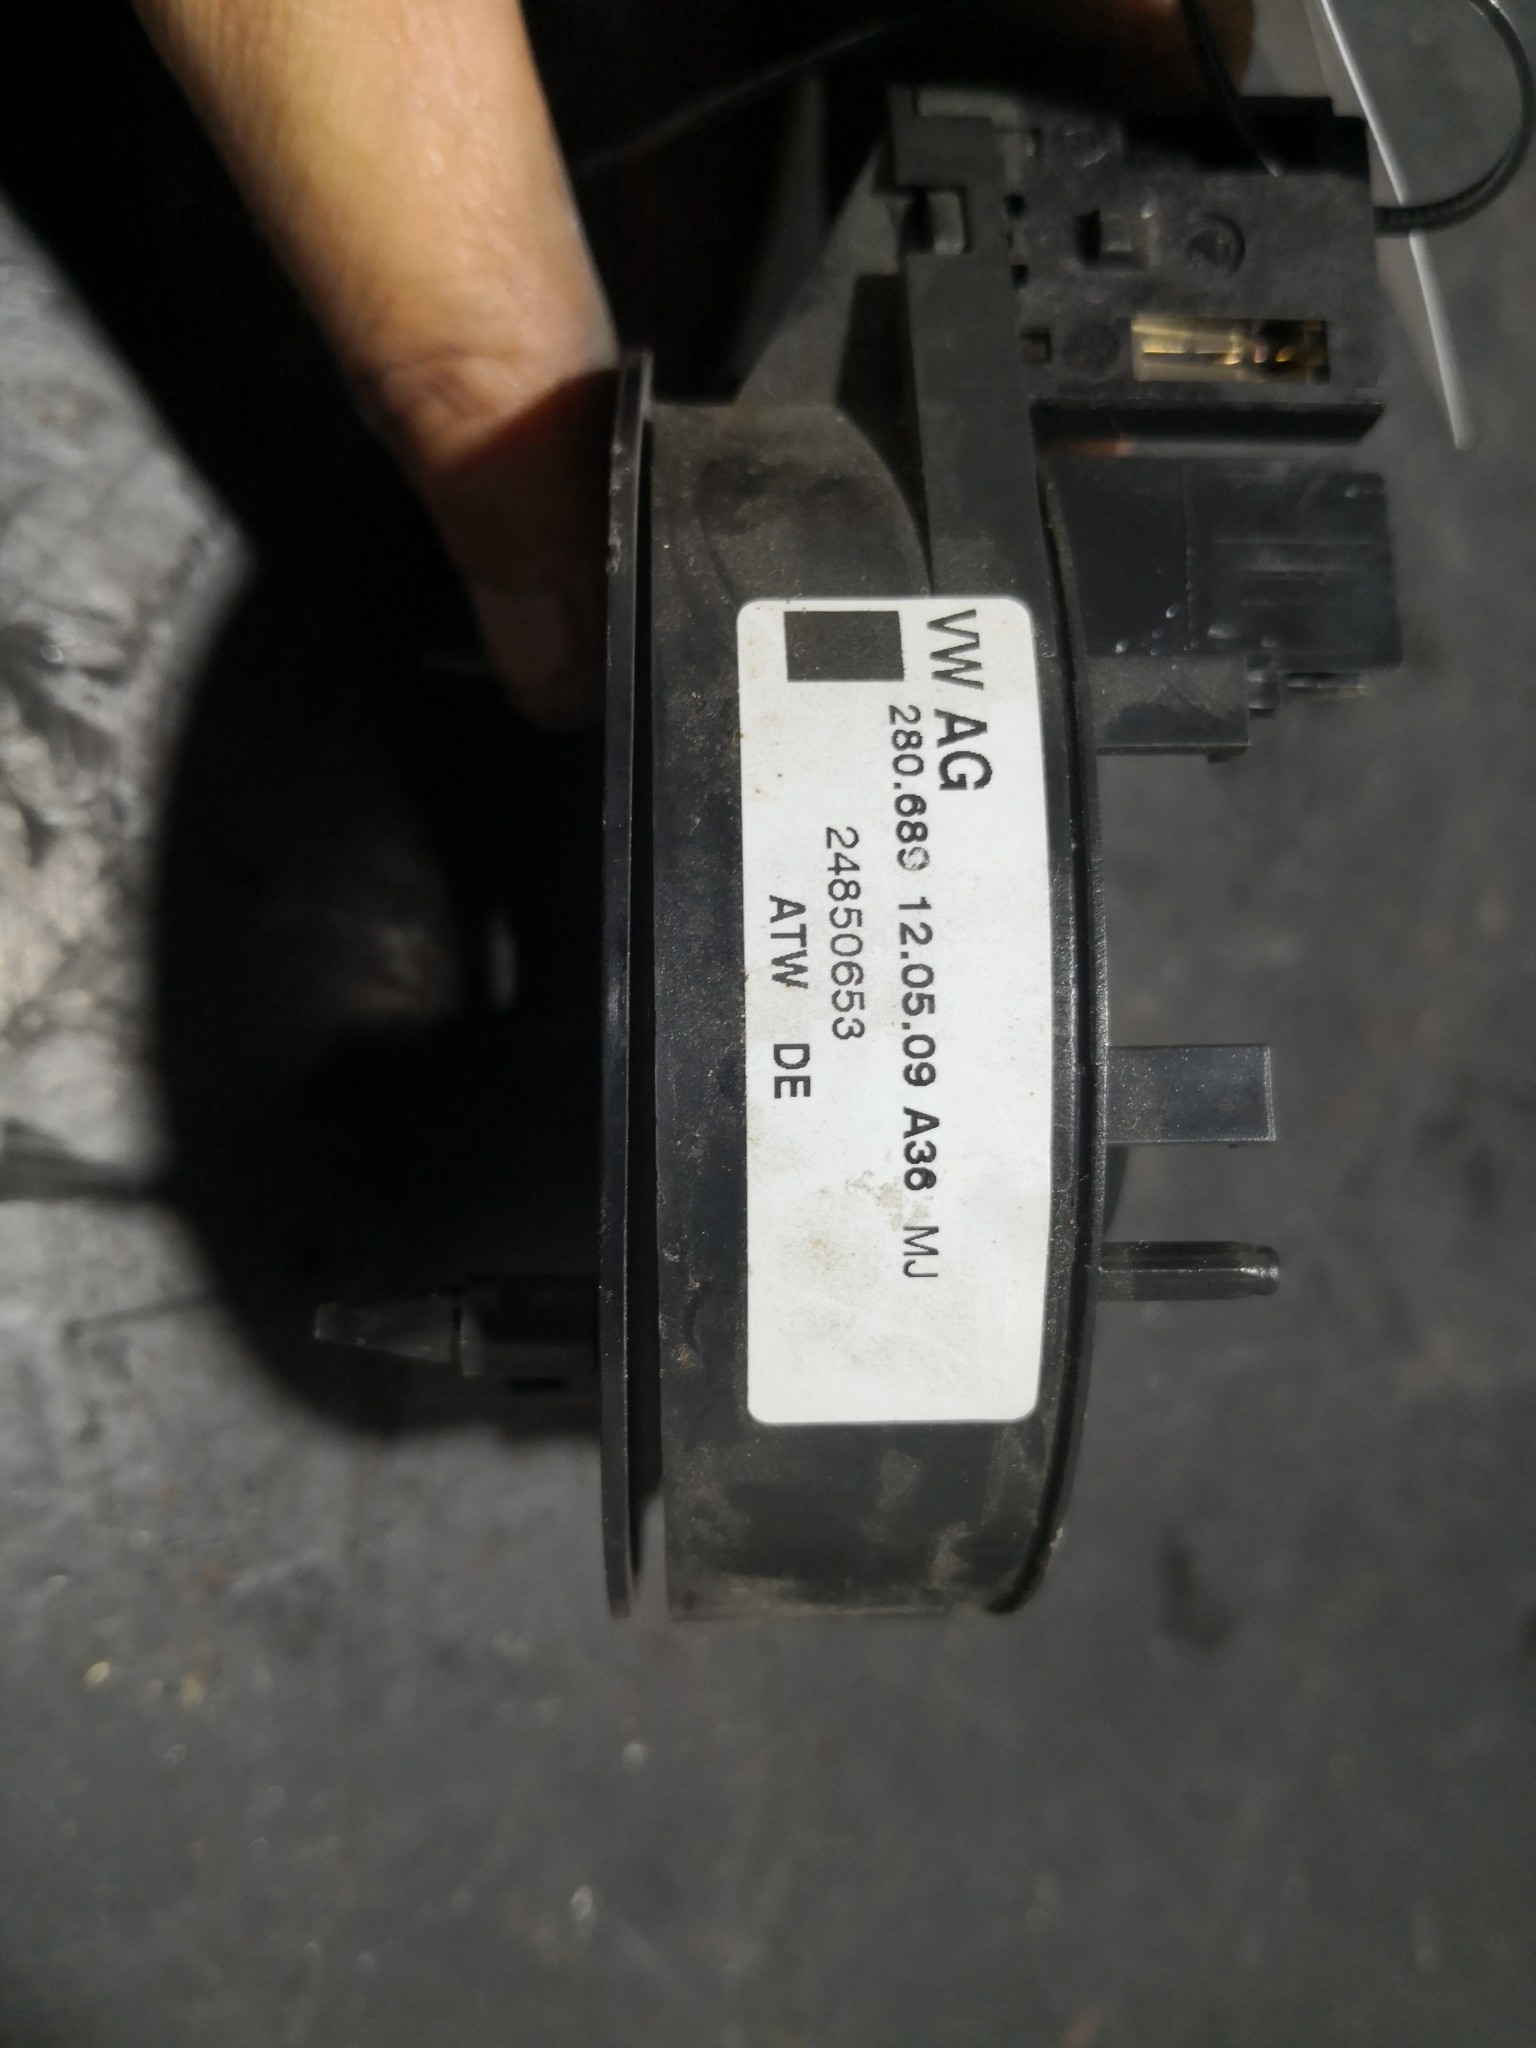 VW AG
280.689 12.05.09 A36 MJ
24850653
ATW DE